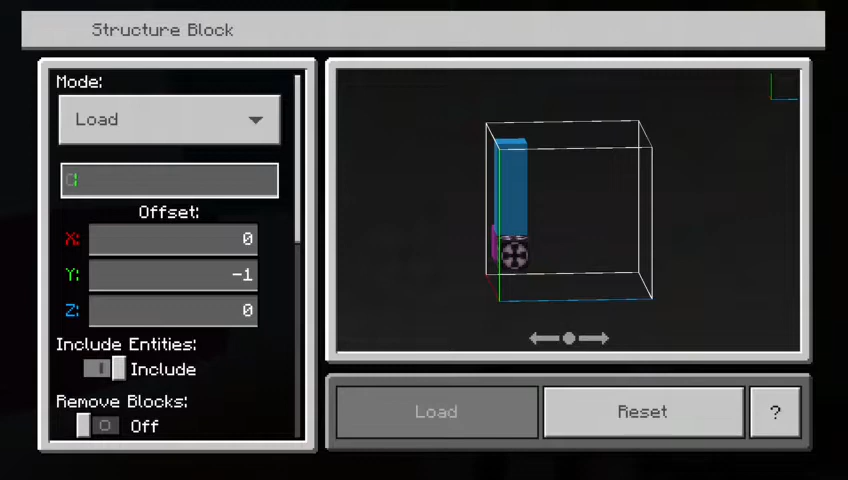 Structure Block
Mode:
Load
Offset:
X: 0
Y: -1
Z: 0
Include Entities:
Include
Remove Blocks:
Off
Load
Reset
?